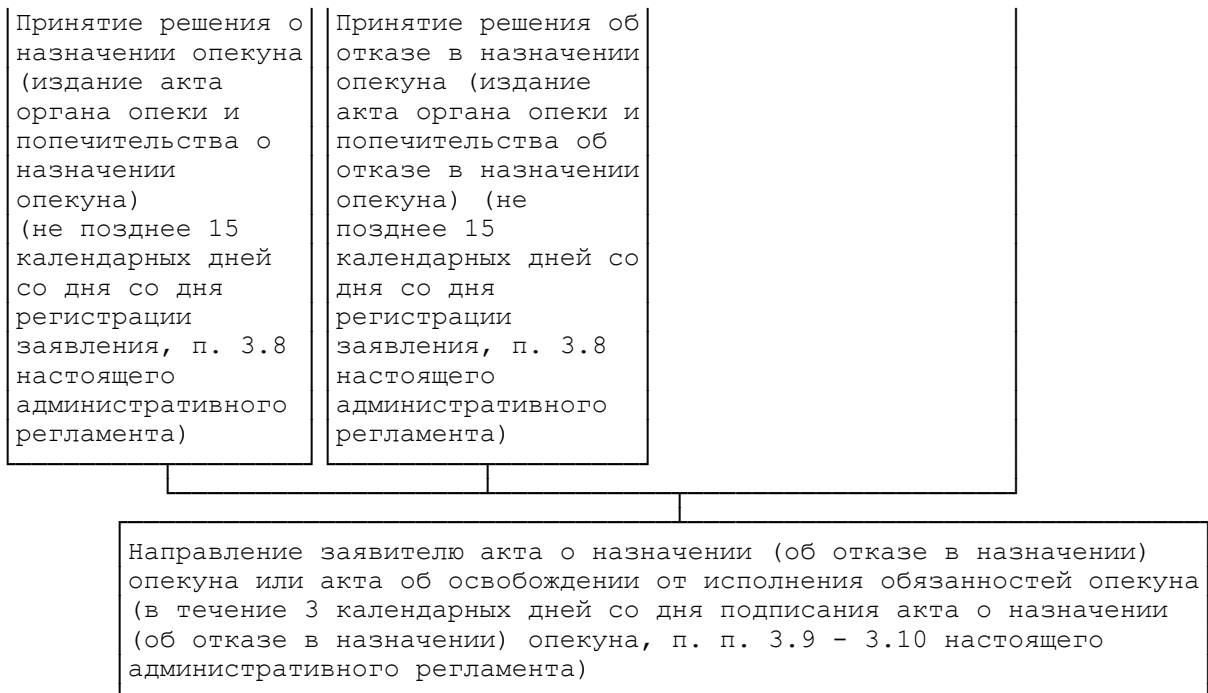 Принятие решения о
назначении опекуна
(издание акта
органа опеки и
попечительства о
назначении
опекуна)
(не позднее 15
календарных дней
со дня со дня
регистрации
заявления, п. 3.8
настоящего
административного
регламента)
Принятие решения об
отказе в назначении
опекуна (издание
акта органа опеки и
попечительства об
отказе в назначении
опекуна) (не
позднее 15
календарных дней со
дня со дня
регистрации
заявления, п. 3.8
настоящего
административного
регламента)
Направление заявителю акта о назначении (об отказе в назначении)
опекуна или акта об освобождении от исполнения обязанностей опекуна
(в течение 3 календарных дней со дня подписания акта о назначении
(об отказе в назначении) опекуна, п. п. 3.9 - 3.10 настоящего
административного регламента)